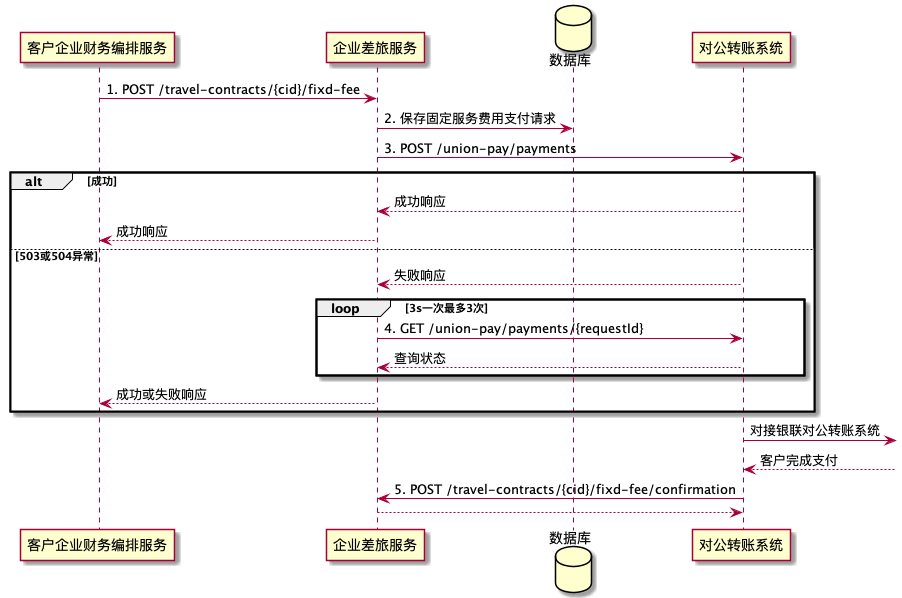 客户企业财务编排服务
企业差旅服务
数据库
对公转账系统
1. POST /travel-contracts/{cid}/fixd-fee
2. 保存固定服务费用支付请求
3. POST /union-pay/payments
alt
[成功]
成功响应
成功响应
[503或504异常]
失败响应
loop
[3s一次最多3次]
4. GET /union-pay/payments/{requestId}
查询状态
成功或失败响应
对接银联对公转账系统
客户完成支付
5. POST /travel-contracts/{cid}/fixd-fee/confirmation
客户企业财务编排服务
企业差旅服务
数据库
对公转账系统